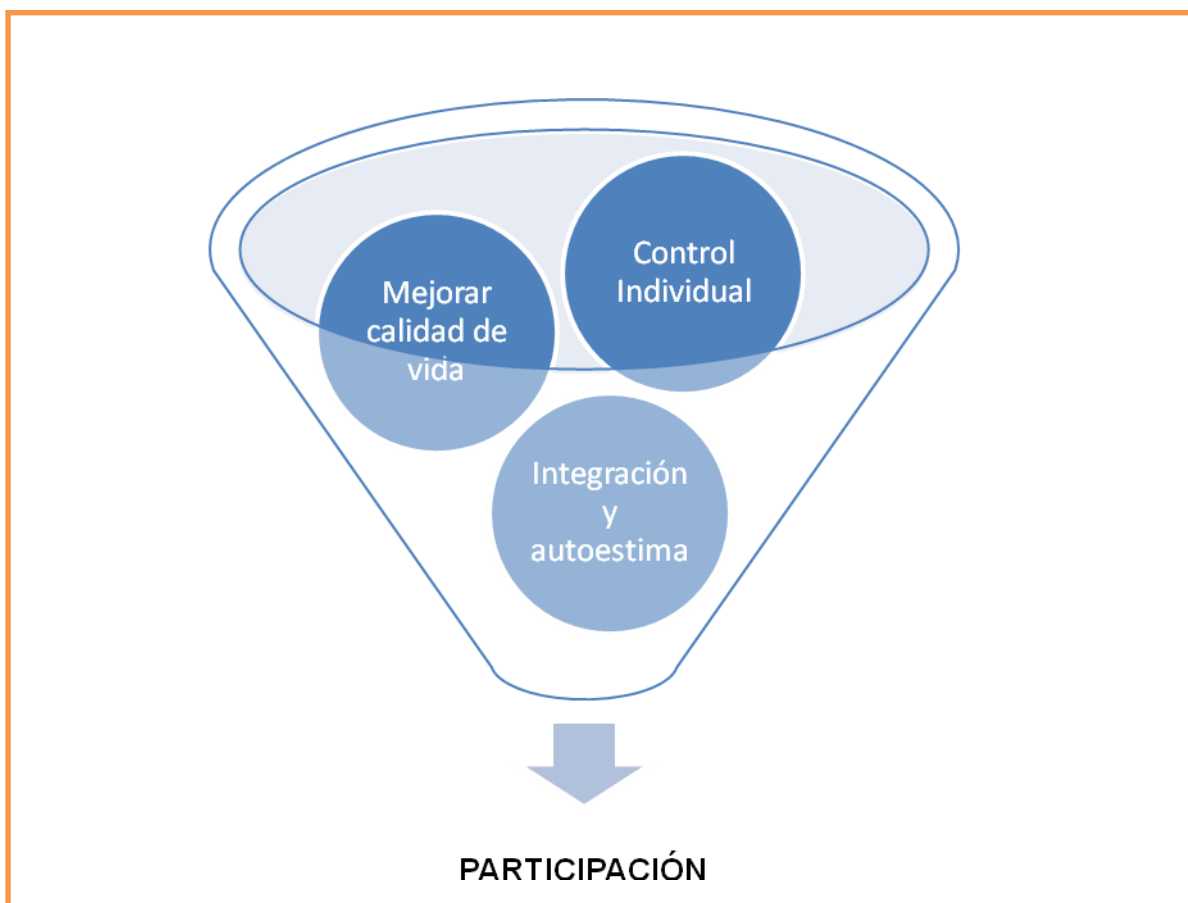 Control
Individual
Mejorar
calidad de
vida
Integración
y
autoestima
PARTICIPACIÓN